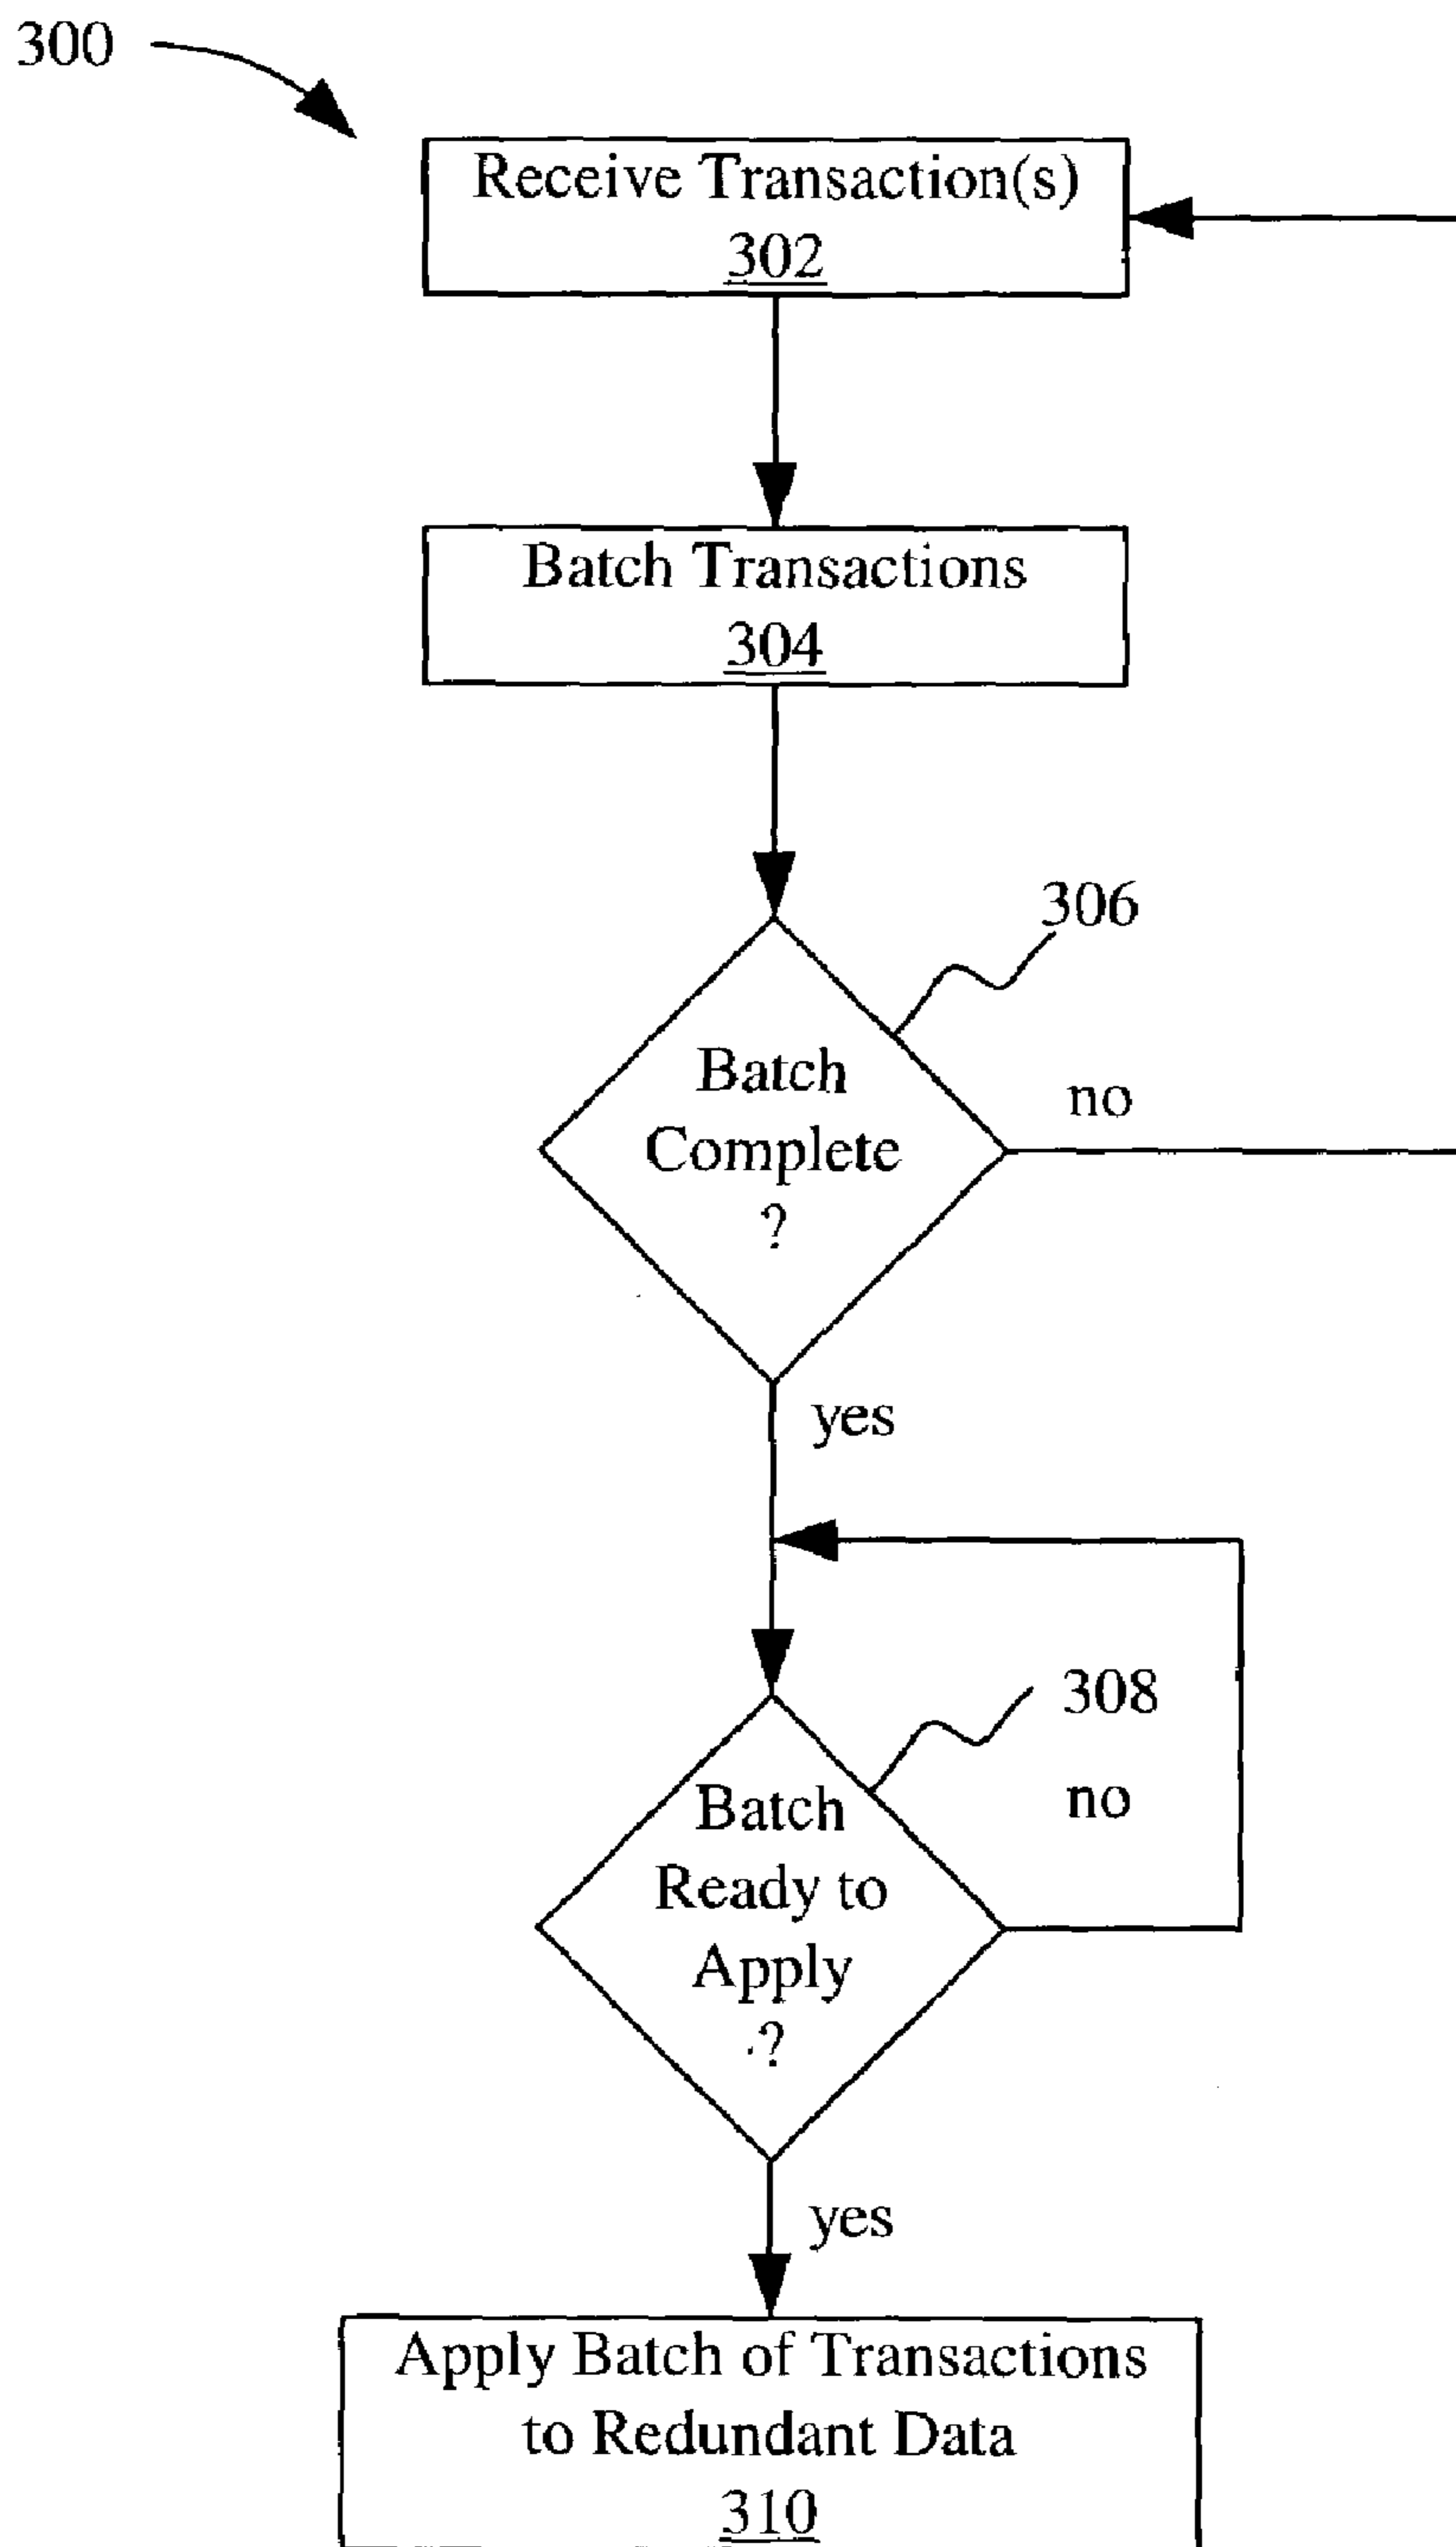 300
Receive Transaction(s)
302
Batch Transactions
304
306
Batch
Complete
?
no
yes
308
Batch
Ready to
Apply
?
no
yes
Apply Batch of Transactions
to Redundant Data
310